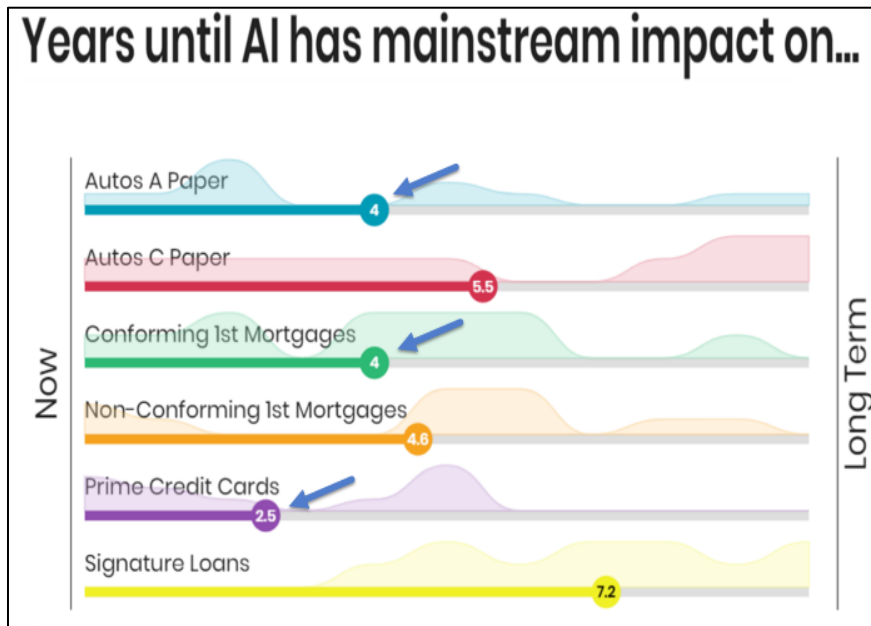 Years until AI has mainstream impact on...
Autos A Paper
4
Autos C Paper
5.5
Conforming 1st Mortgages
4
Non-Conforming 1st Mortgages
4.6
Prime Credit Cards
2.5
Signature Loans
7.2
Now
Long Term